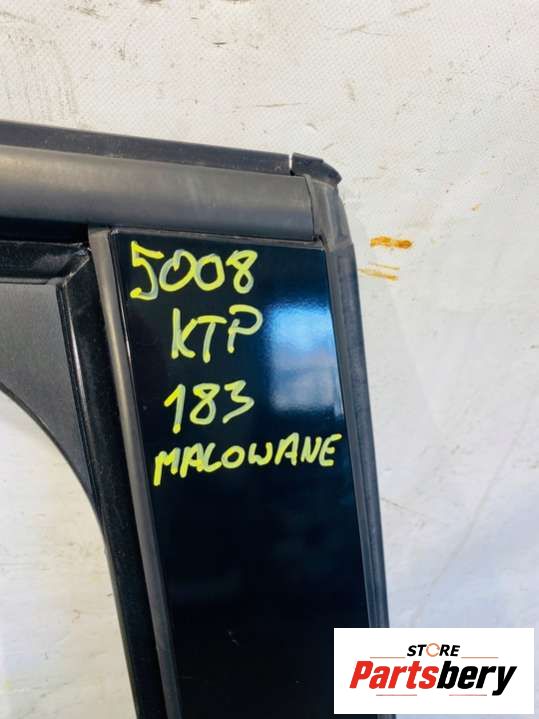 5008
KTP
183
MALOWANE
STORE
Partsbery